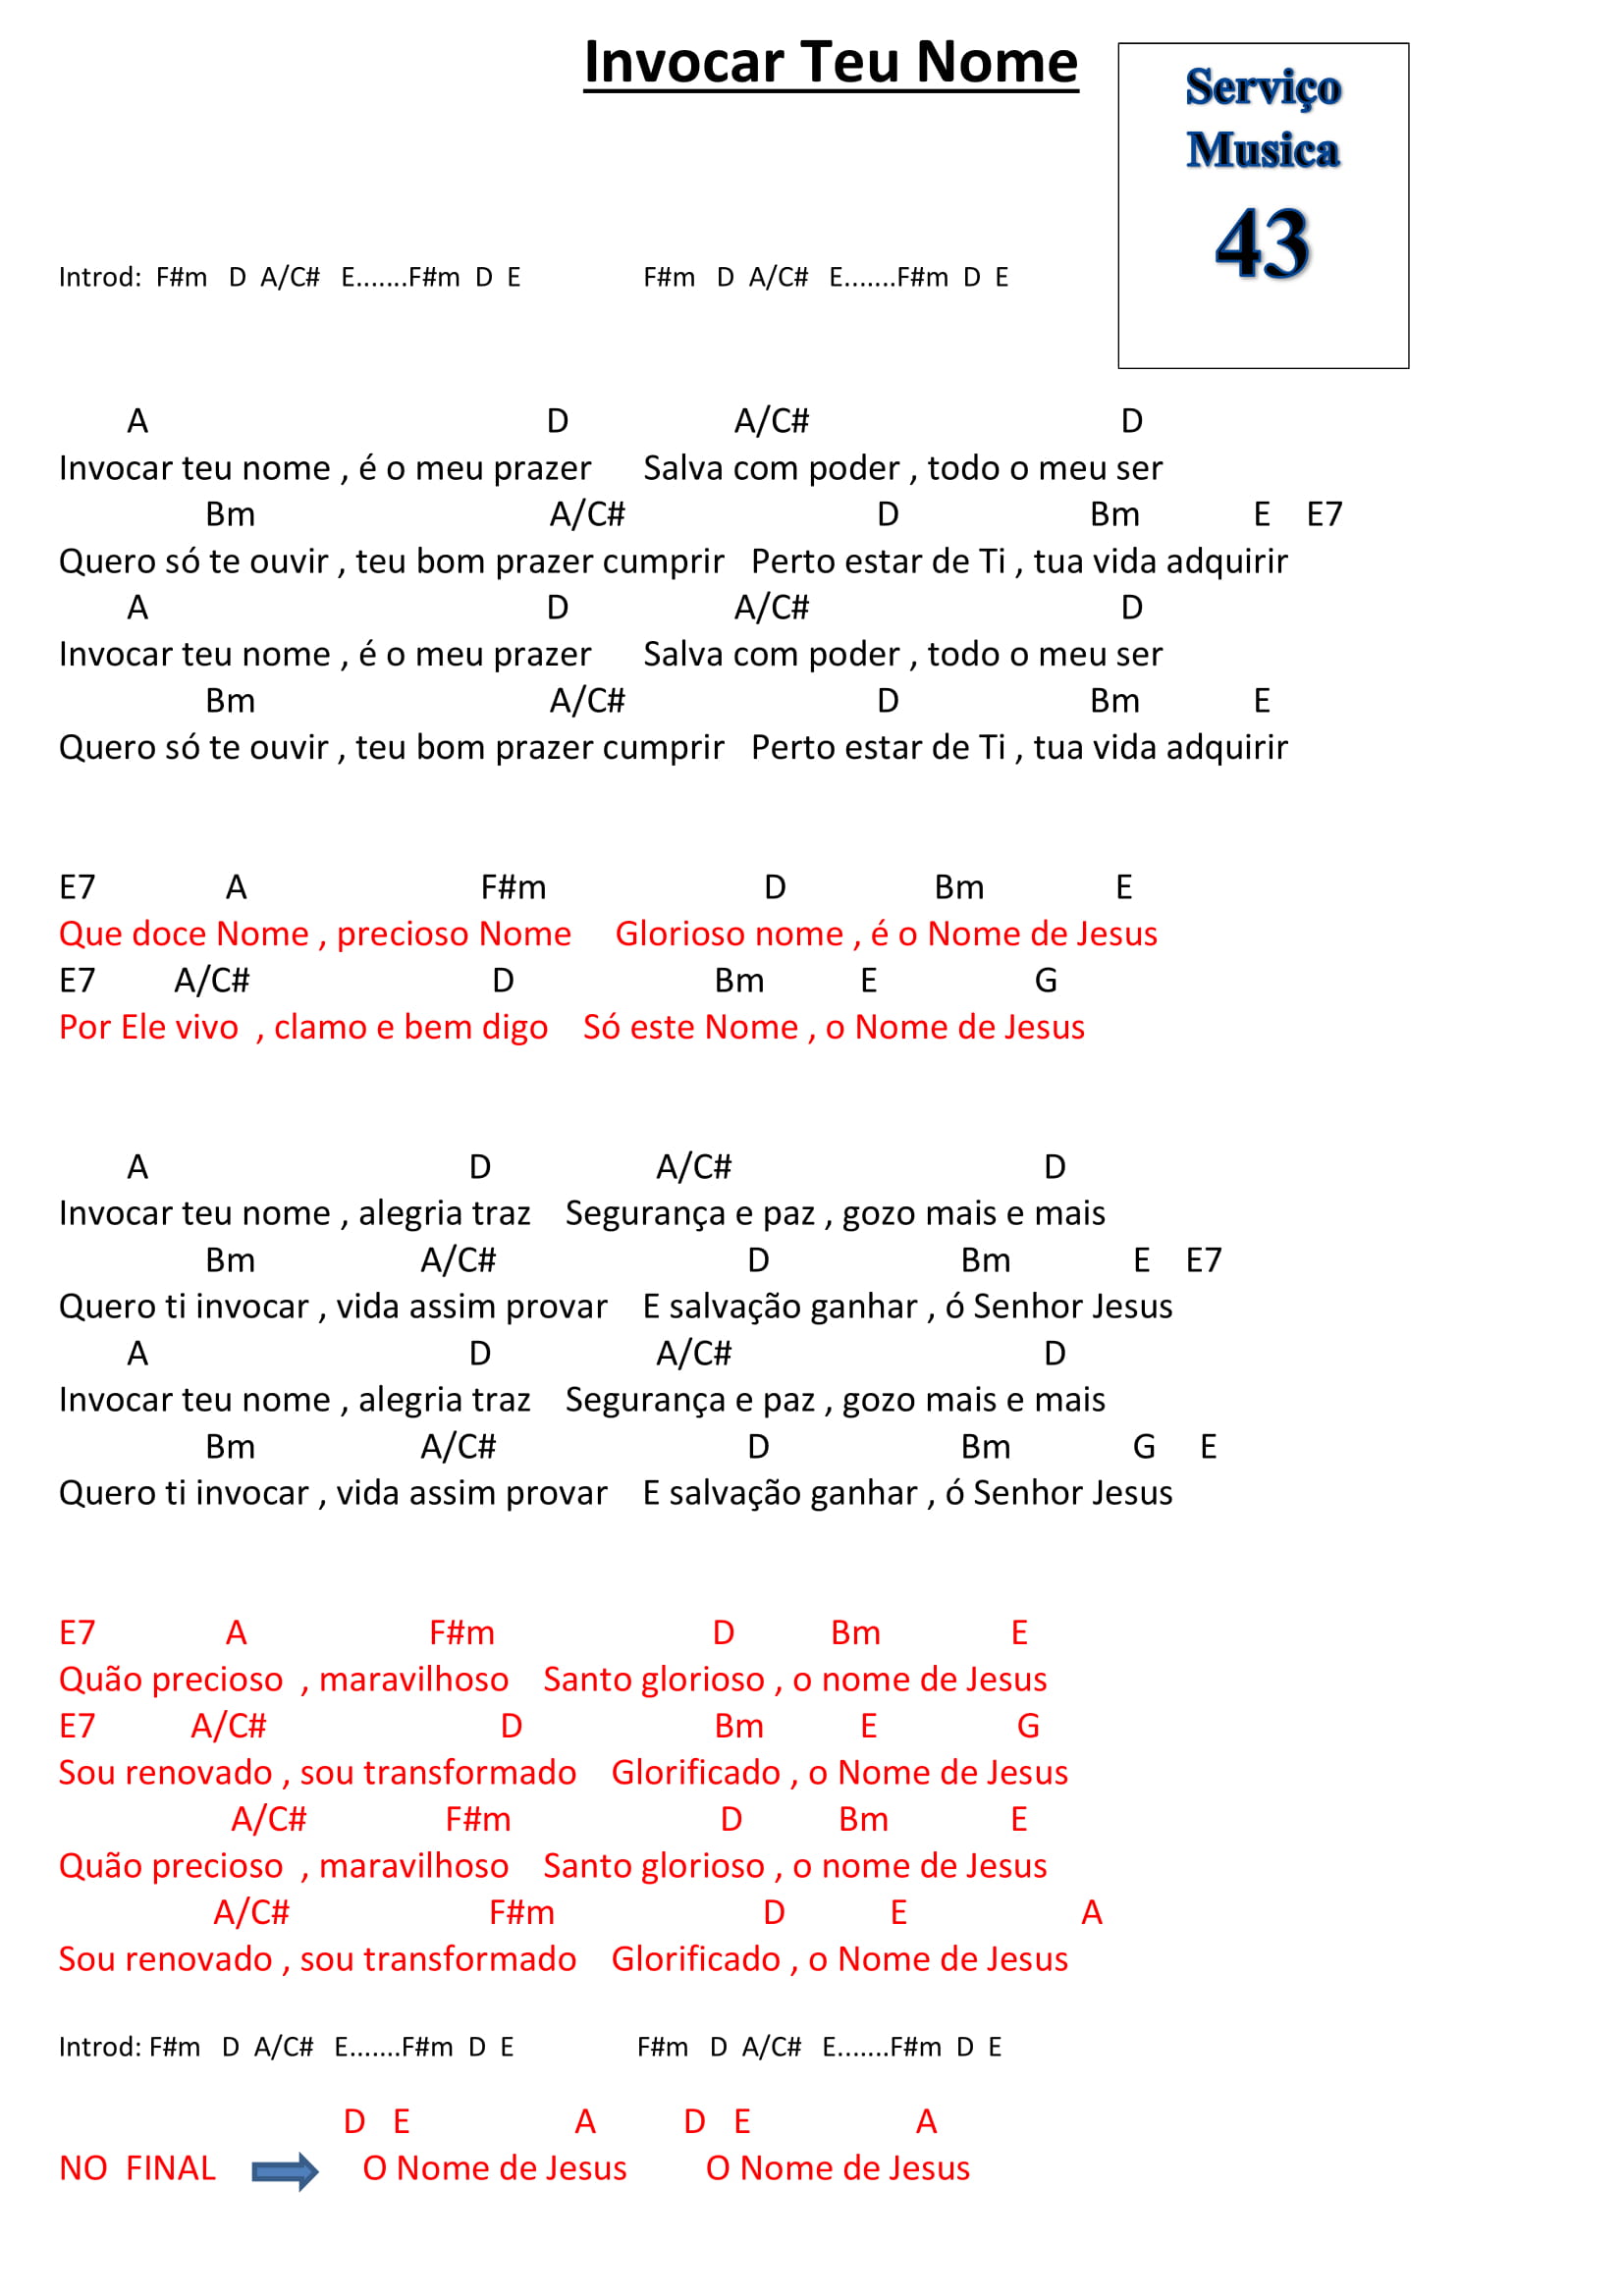 Invocar Teu Nome
Serviço
Musica
43
Introd:  F#m   D  A/C#   E.......F#m  D  E                 F#m   D  A/C#   E.......F#m  D  E
A                                              D                   A/C#                                    D
Invocar teu nome , é o meu prazer      Salva com poder , todo o meu ser
Bm                                  A/C#                             D                      Bm             E    E7
Quero só te ouvir , teu bom prazer cumprir   Perto estar de Ti , tua vida adquirir
A                                              D                   A/C#                                    D
Invocar teu nome , é o meu prazer      Salva com poder , todo o meu ser
Bm                                  A/C#                             D                      Bm             E
Quero só te ouvir , teu bom prazer cumprir   Perto estar de Ti , tua vida adquirir
E7               A                           F#m                         D                 Bm               E
Que doce Nome , precioso Nome     Glorioso nome , é o Nome de Jesus
E7         A/C#                            D                       Bm           E                  G
Por Ele vivo  , clamo e bem digo    Só este Nome , o Nome de Jesus
A                                     D                   A/C#                                    D
Invocar teu nome , alegria traz    Segurança e paz , gozo mais e mais
Bm                   A/C#                             D                      Bm              E    E7
Quero ti invocar , vida assim provar    E salvação ganhar , ó Senhor Jesus
A                                     D                   A/C#                                    D
Invocar teu nome , alegria traz    Segurança e paz , gozo mais e mais
Bm                   A/C#                             D                      Bm              G     E
Quero ti invocar , vida assim provar    E salvação ganhar , ó Senhor Jesus
E7               A                     F#m                         D           Bm               E
Quão precioso  , maravilhoso    Santo glorioso , o nome de Jesus
E7           A/C#                           D                      Bm           E                G
Sou renovado , sou transformado    Glorificado , o Nome de Jesus
A/C#                F#m                        D           Bm              E
Quão precioso  , maravilhoso    Santo glorioso , o nome de Jesus
A/C#                       F#m                        D            E                    A
Sou renovado , sou transformado    Glorificado , o Nome de Jesus
Introd: F#m   D  A/C#   E.......F#m  D  E                 F#m   D  A/C#   E.......F#m  D  E
D   E                   A          D   E                   A
NO  FINAL                 O Nome de Jesus         O Nome de Jesus